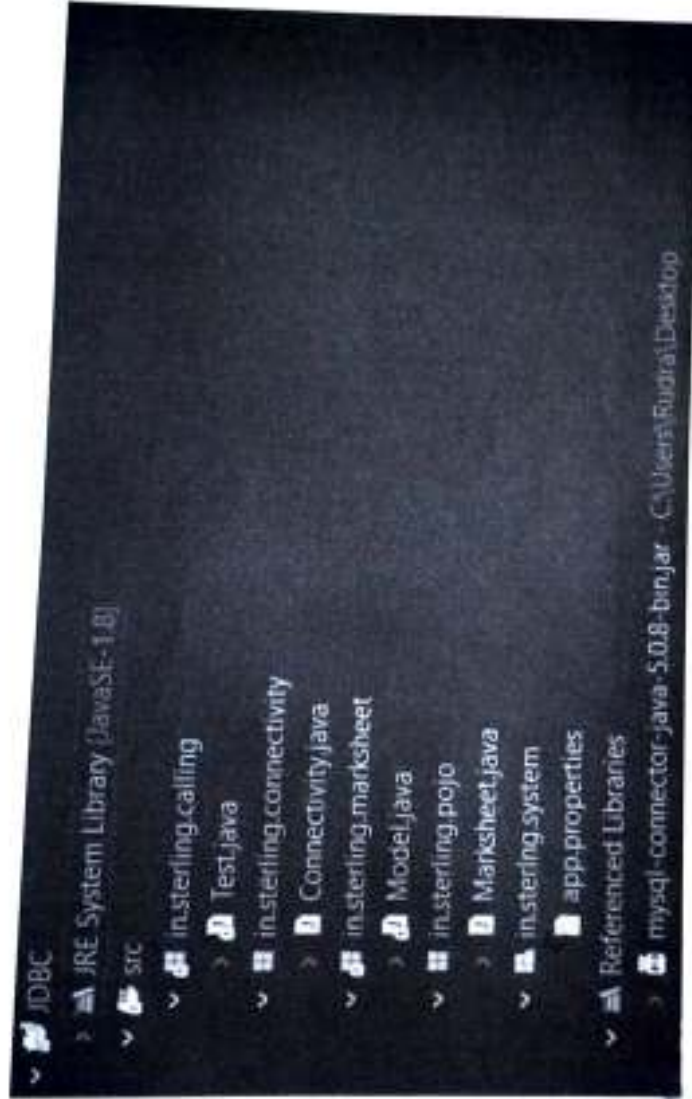 JDBC
JRE System Library [JavaSE-1.8]
src
in.sterling.calling
Test.java
in.sterling.connectivity
Connectivity.java
in.sterling.marksheet
Model.java
in.sterling.pojo
Marksheet.java
in.sterlng.system
app.properties
Referenced Libraries
mysql-connector-java-5.0.8-bin.jar C:\Users\Rudra\Desktop